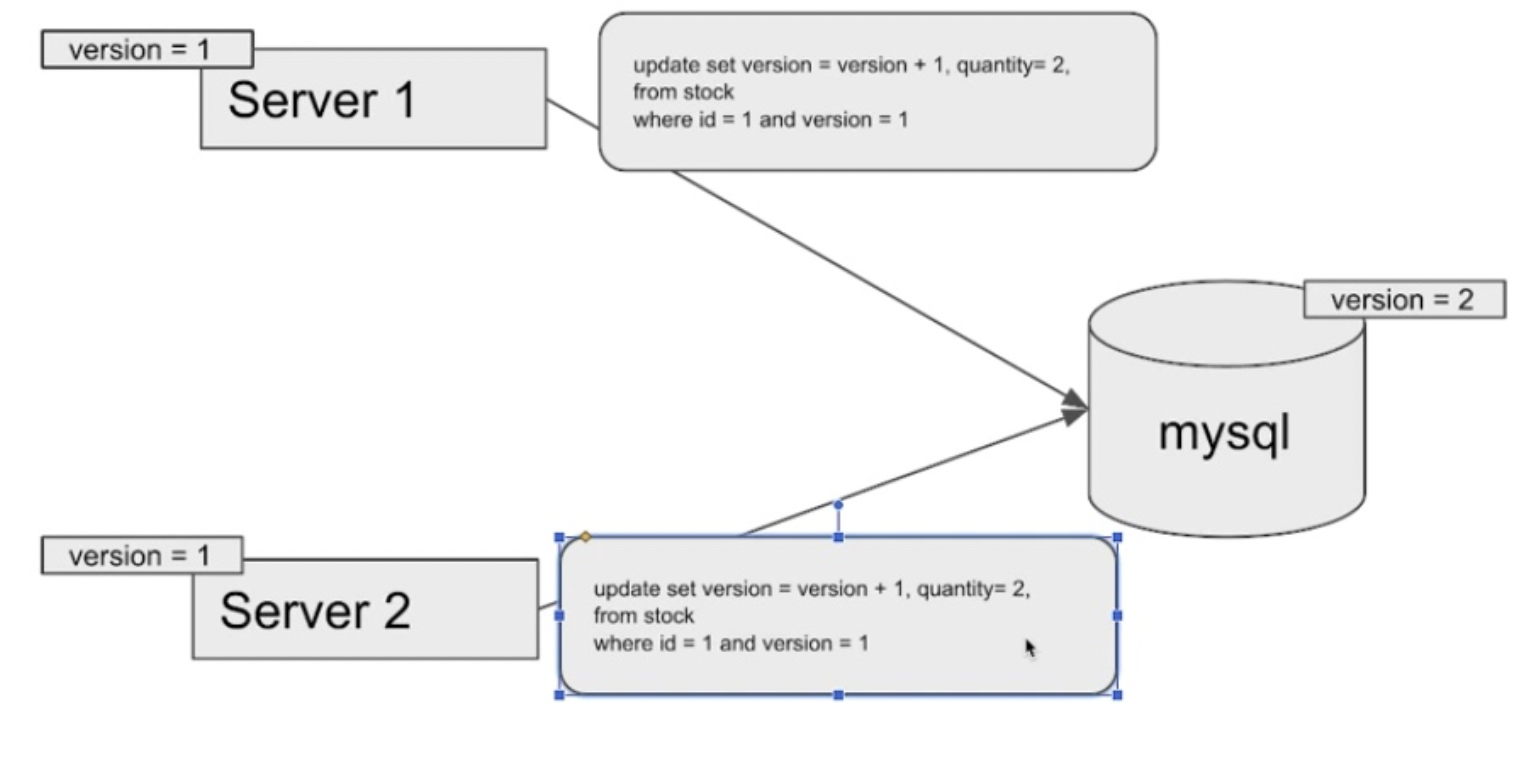 version = 1
Server 1
update set version = version + 1, quantity= 2,
from stock
where id = 1 and version = 1
version = 2
mysql
version = 1
Server 2
update set version = version + 1, quantity= 2,
from stock
where id = 1 and version = 1